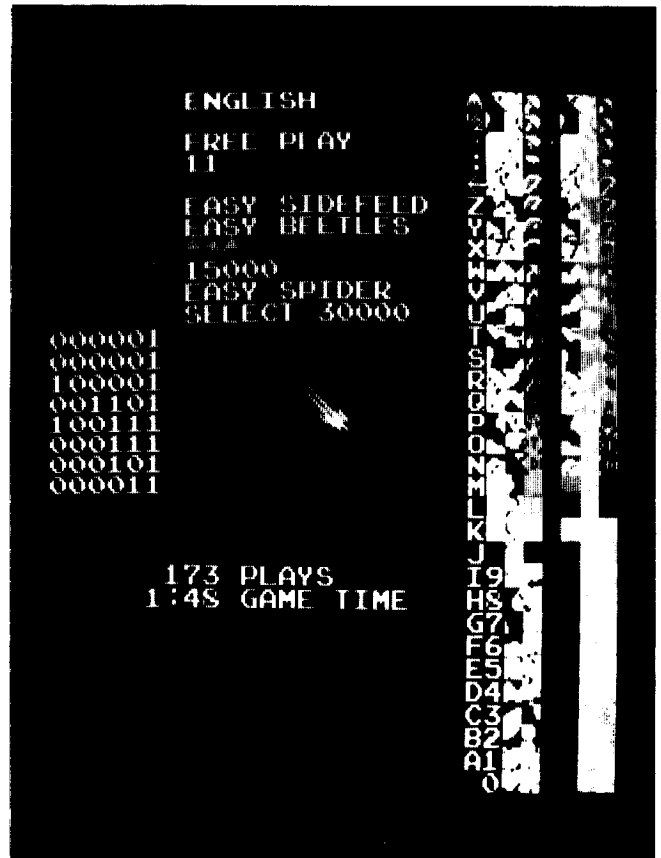 ENGLISH
FREE PLAY
11
EASY SIDEFEED
EASY BEETLES
15000
EASY SPIDER
SELECT 30000
000001
000001
100001
001101
100111
000111
000101
000011
173 PLAYS
1:48 GAME TIME
A
Z
Y
X
W
V
U
T
S
R
Q
P
O
N
M
L
K
J
I9
H8
G7
F6
E5
D4
C3
B2
A1
0